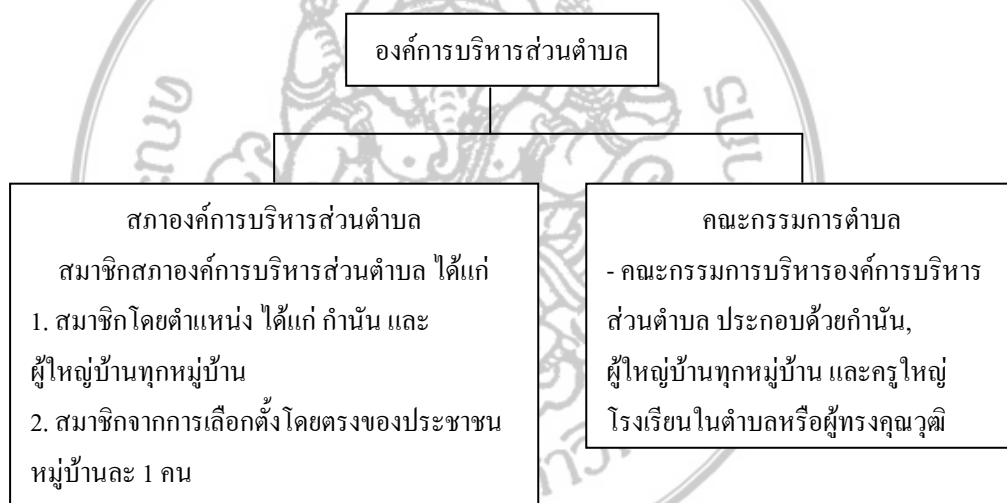 องค์การบริหารส่วนตำบล
สภาองค์การบริหารส่วนตำบล
สมาชิกสภาองค์การบริหารส่วนตำบล ได้แก่
1. สมาชิกโดยตำแหน่ง ได้แก่ กำนัน และ
ผู้ใหญ่บ้านทุกหมู่บ้าน
2. สมาชิกจากการเลือกตั้งโดยตรงของประชาชน
หมู่บ้านละ 1 คน
คณะกรรมการตำบล
- คณะกรรมการบริหารองค์การบริหาร
ส่วนตำบล ประกอบด้วยกำนัน,
ผู้ใหญ่บ้านทุกหมู่บ้าน และครูใหญ่
โรงเรียนในตำบลหรือผู้ทรงคุณวุฒิ